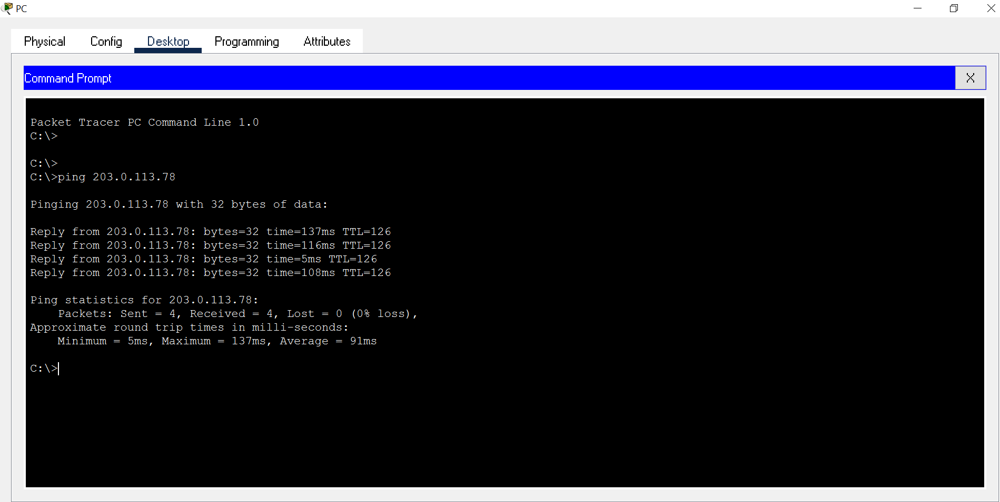 PC
Physical Config Desktop Programming Attributes
Command Prompt X
Packet Tracer PC Command Line 1.0
C:\>
C:\>
C:\>ping 203.0.113.78
Pinging 203.0.113.78 with 32 bytes of data:
Reply from 203.0.113.78: bytes=32 time=137ms TTL=126
Reply from 203.0.113.78: bytes=32 time=116ms TTL=126
Reply from 203.0.113.78: bytes=32 time=5ms TTL=126
Reply from 203.0.113.78: bytes=32 time=108ms TTL=126
Ping statistics for 203.0.113.78:
    Packets: Sent = 4, Received = 4, Lost = 0 (0% loss),
Approximate round trip times in milli-seconds:
    Minimum = 5ms, Maximum = 137ms, Average = 91ms
C:\>